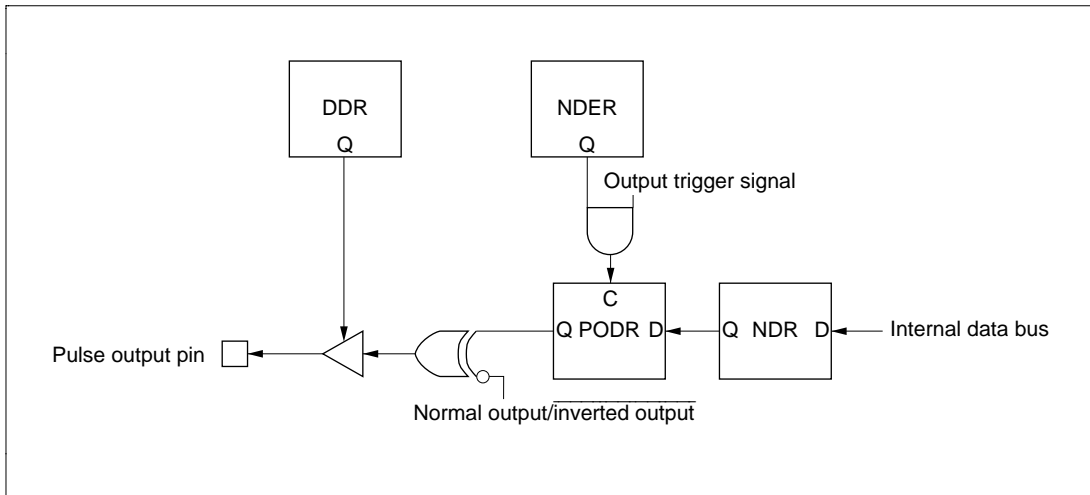 DDR
Q
NDER
Q
Output trigger signal
C
Q PODR D
Q NDR D
Internal data bus
Pulse output pin
Normal output/inverted output